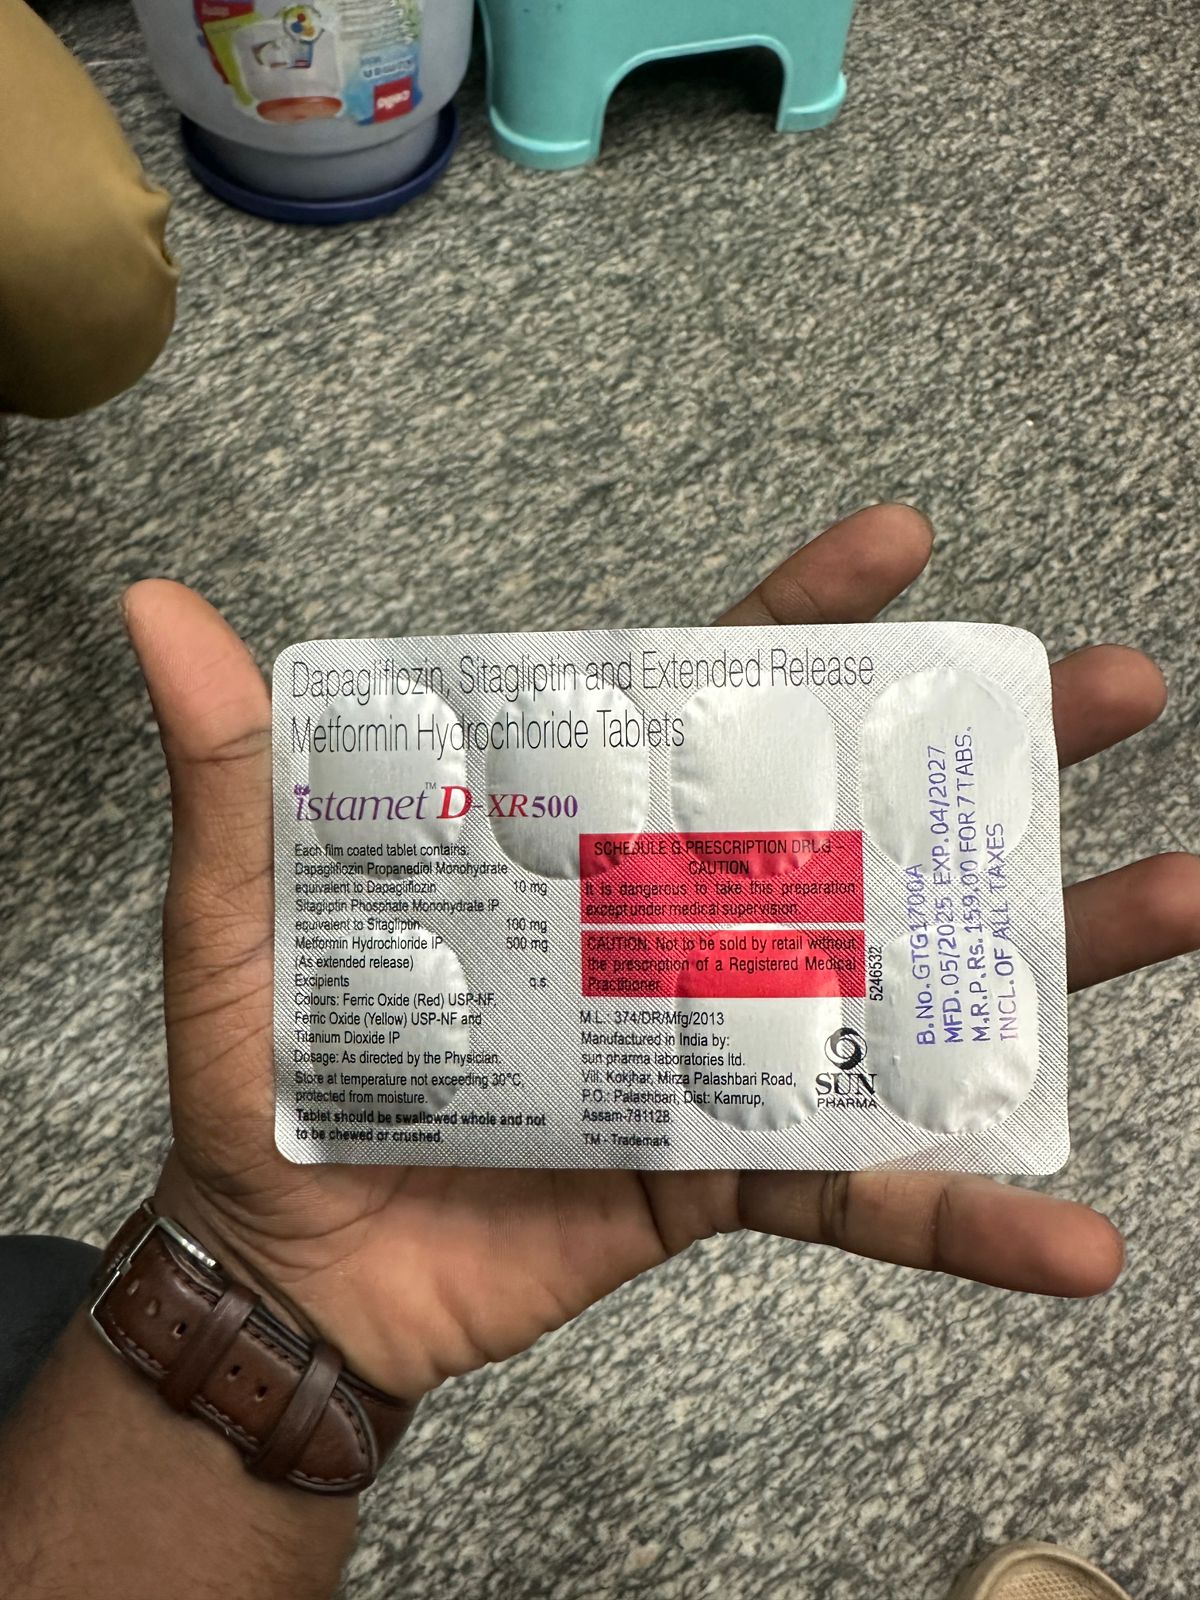 cello
Dapagliflozin, Sitagliptin and Extended Release
Metformin Hydrochloride Tablets
istamet™ D-XR500
Each film coated tablet contains:
Dapagliflozin Propanediol Monohydrate
equivalent to Dapagliflozin 10 mg
Sitagliptin Phosphate Monohydrate IP
equivalent to Sitagliptin 100 mg
Metformin Hydrochloride IP 500 mg
(As extended release)
Excipients q.s.
Colours: Ferric Oxide (Red) USP-NF,
Ferric Oxide (Yellow) USP-NF and
Titanium Dioxide IP
Dosage: As directed by the Physician.
Store at temperature not exceeding 30°C,
protected from moisture.
Tablet should be swallowed whole and not
to be chewed or crushed.
SCHEDULE G PRESCRIPTION DRUG –
CAUTION
It is dangerous to take this preparation
except under medical supervision.
CAUTION: Not to be sold by retail without
the prescription of a Registered Medical
Practitioner.
M.L.: 374/DR/Mfg/2013
Manufactured in India by:
sun pharma laboratories ltd.
Vill. Kokjhar, Mirza Palashbari Road,
P.O.: Palashbari, Dist: Kamrup,
Assam-781128.
TM - Trademark
SUN
PHARMA
5246532
B.No.GTG1700A
MFD.05/2025 EXP.04/2027
M.R.P.Rs.159.00 FOR 7 TABS.
INCL.OF ALL TAXES